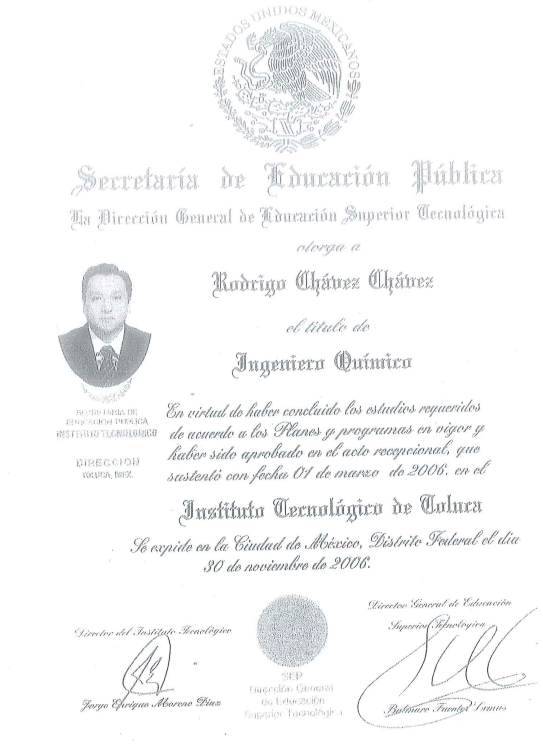 ESTADOS UNIDOS MEXICANOS
Secretaría de Educación Pública
La Dirección General de Educación Superior Tecnológica
otorga a
Rodrigo Chávez Chávez
el título de
Ingeniero Químico
SECRETARIA DE
EDUCACION PUBLICA
INSTITUTO TECNOLOGICO
DIRECCION
TOLUCA, MEX.
En virtud de haber concluido los estudios requeridos
de acuerdo a los Planes y programas en vigor y
haber sido aprobado en el acto recepcional, que
sustentó con fecha 01 de marzo de 2006. en el
Instituto Tecnológico de Toluca
Se expide en la Ciudad de México, Distrito Federal el día
30 de noviembre de 2006.
Director del Instituto Tecnológico
Jorge Enrique Moreno Díaz
SEP
Dirección General
de Educación
Superior Tecnológica
Director General de Educación
Superior Tecnológica
Bulmaro Fuentes Lemus